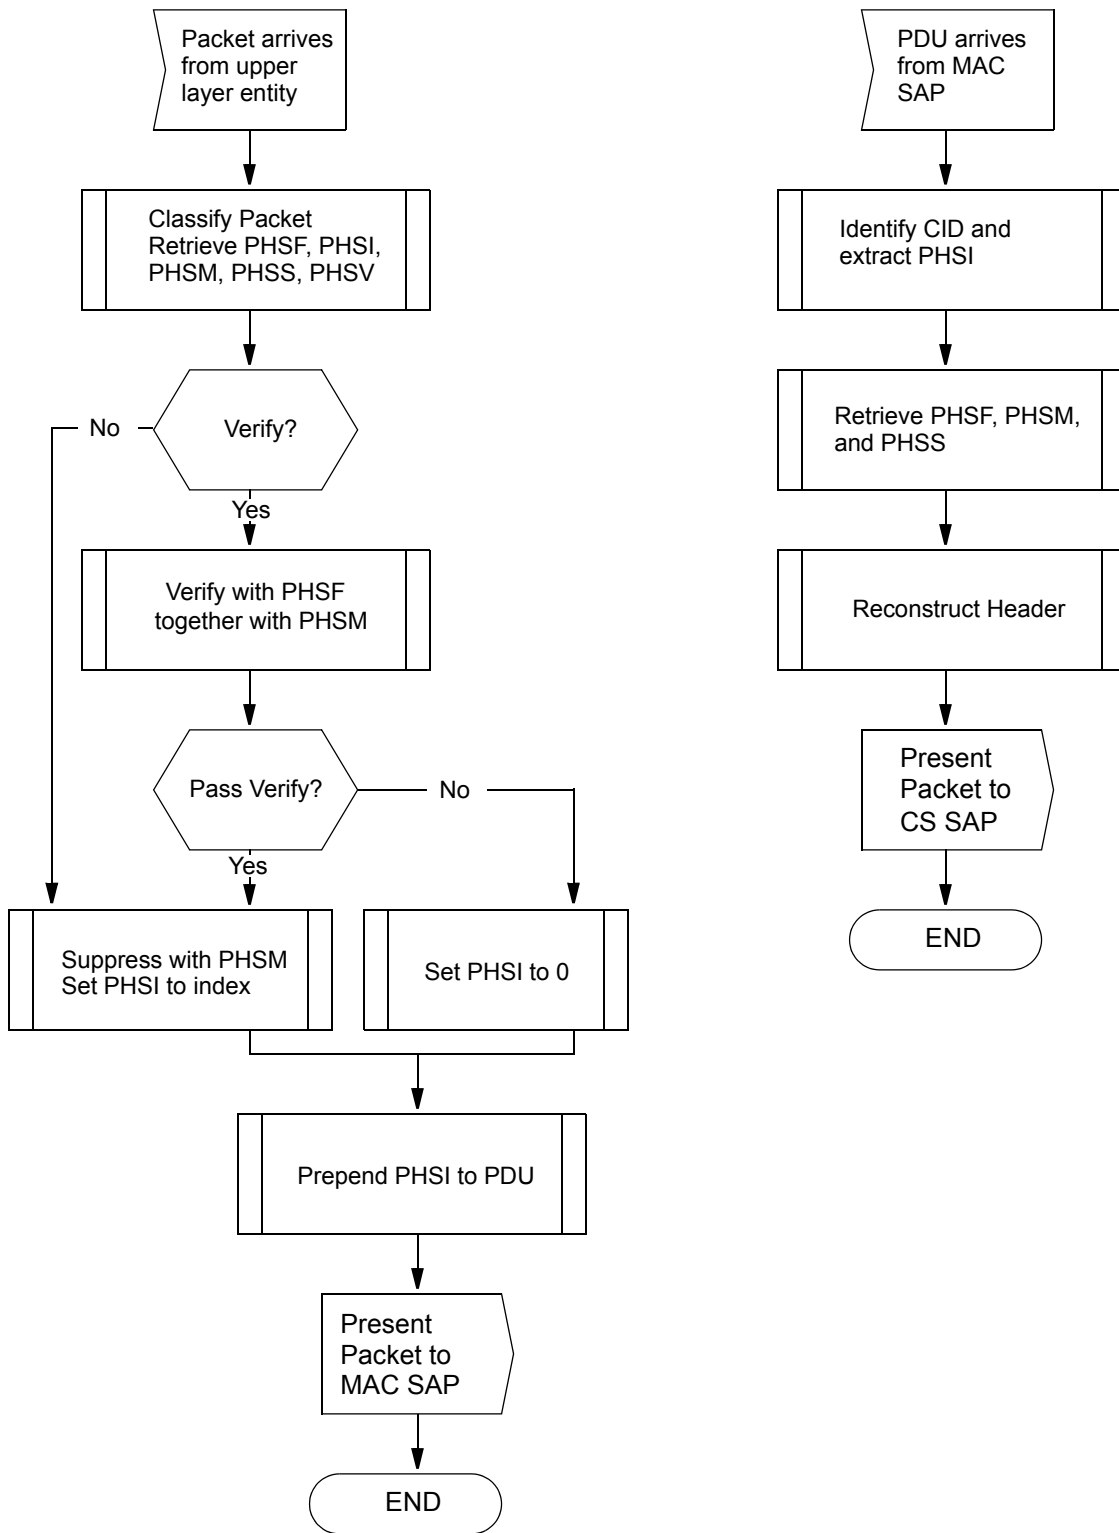 Packet arrives
from upper
layer entity
Classify Packet
Retrieve PHSF, PHSI,
PHSM, PHSS, PHSV
No
Verify?
Yes
Verify with PHSF
together with PHSM
Pass Verify?
No
Yes
Suppress with PHSM
Set PHSI to index
Set PHSI to 0
Prepend PHSI to PDU
Present
Packet to
MAC SAP
END
PDU arrives
from MAC
SAP
Identify CID and
extract PHSI
Retrieve PHSF, PHSM,
and PHSS
Reconstruct Header
Present
Packet to
CS SAP
END